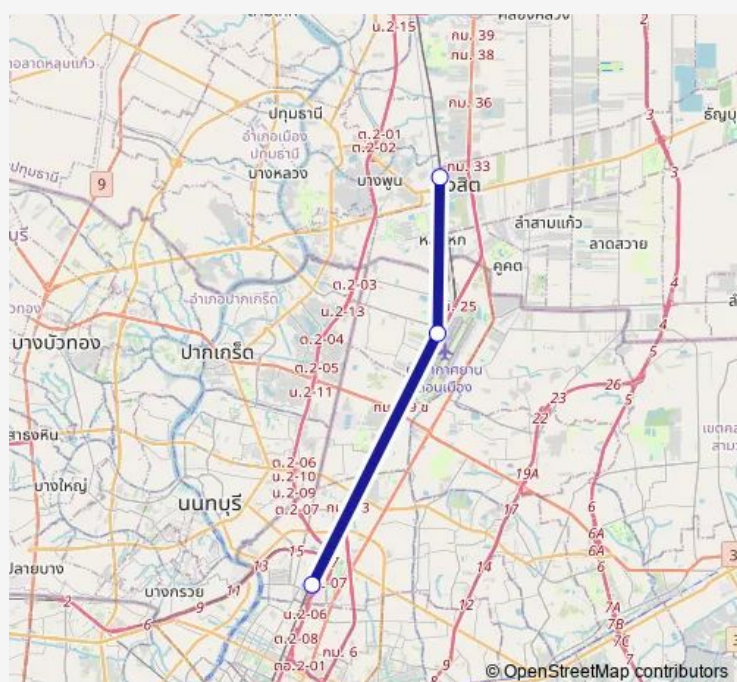 น.2-15
กม. 39
กม. 38
2
กม. 36
3
ปทุมธานี
ต.2-01
ต.2-02
อำเภอเมือง
ปทุมธานี
บางหลวง
บางพูน
กม. 33
9
ลำสามแก้ว
ลาดสวาย
คูคต
ต.2-03
น.2-13
อำเภอปากเกร็ด
ต.2-04
4
4
5
บางบัวทอง
ปากเกร็ด
ต.2-05
น.2-11
26
23
22
5
6
บางใหญ่
ต.2-06
น.2-10
น.2-09
ต.2-07
19A
17
นนทบุรี
3
15
13
14
6
6A
6A
3
บางกรวย
11
9
6
2
12
น.2-06
ต.2-08
กม. 6
ตอ.2-01
7A
7B
7C
9
8
© OpenStreetMap contributors